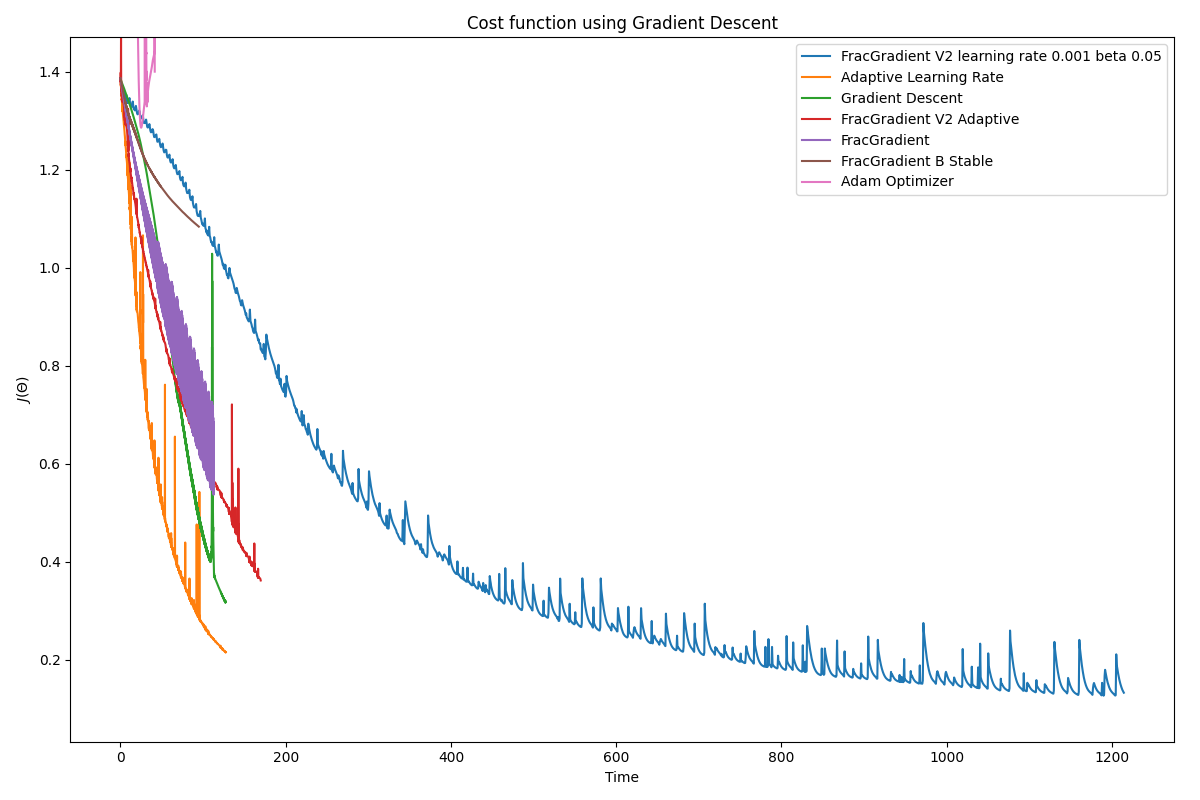 Cost function using Gradient Descent
FracGradient V2 learning rate 0.001 beta 0.05
Adaptive Learning Rate
Gradient Descent
FracGradient V2 Adaptive
FracGradient
FracGradient B Stable
Adam Optimizer
1.4
1.2
1.0
0.8
0.6
0.4
0.2
J(Θ)
0 200 400 600 800 1000 1200
Time